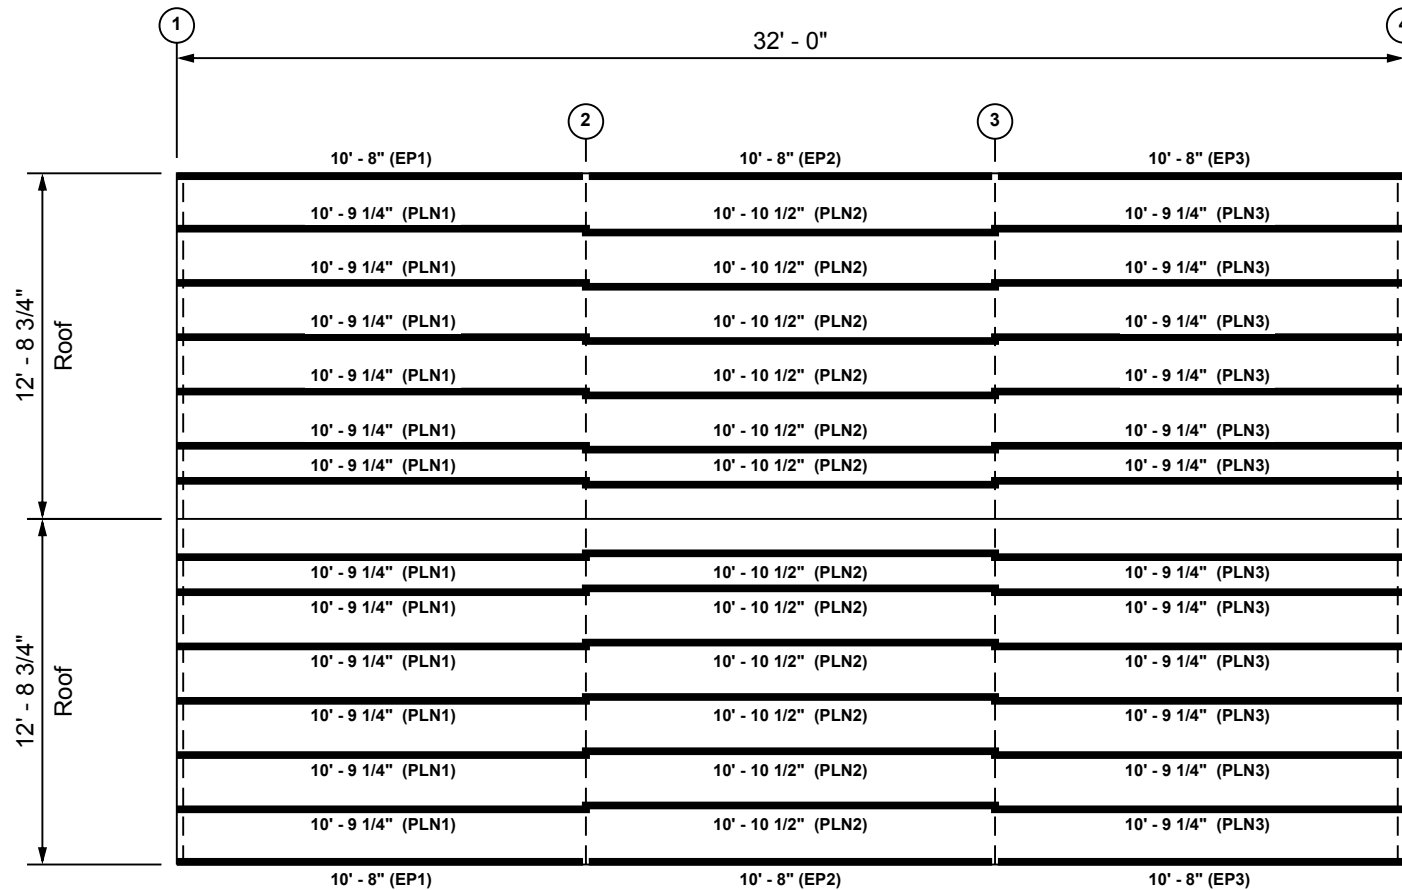 1
4
32' - 0"
2
3
10' - 8" (EP1) 10' - 8" (EP2) 10' - 8" (EP3)
10' - 9 1/4" (PLN1) 10' - 10 1/2" (PLN2) 10' - 9 1/4" (PLN3)
10' - 9 1/4" (PLN1) 10' - 10 1/2" (PLN2) 10' - 9 1/4" (PLN3)
10' - 9 1/4" (PLN1) 10' - 10 1/2" (PLN2) 10' - 9 1/4" (PLN3)
10' - 9 1/4" (PLN1) 10' - 10 1/2" (PLN2) 10' - 9 1/4" (PLN3)
10' - 9 1/4" (PLN1) 10' - 10 1/2" (PLN2) 10' - 9 1/4" (PLN3)
10' - 9 1/4" (PLN1) 10' - 10 1/2" (PLN2) 10' - 9 1/4" (PLN3)
12' - 8 3/4"
Roof
10' - 9 1/4" (PLN1) 10' - 10 1/2" (PLN2) 10' - 9 1/4" (PLN3)
10' - 9 1/4" (PLN1) 10' - 10 1/2" (PLN2) 10' - 9 1/4" (PLN3)
10' - 9 1/4" (PLN1) 10' - 10 1/2" (PLN2) 10' - 9 1/4" (PLN3)
10' - 9 1/4" (PLN1) 10' - 10 1/2" (PLN2) 10' - 9 1/4" (PLN3)
10' - 9 1/4" (PLN1) 10' - 10 1/2" (PLN2) 10' - 9 1/4" (PLN3)
10' - 9 1/4" (PLN1) 10' - 10 1/2" (PLN2) 10' - 9 1/4" (PLN3)
12' - 8 3/4"
Roof
10' - 8" (EP1) 10' - 8" (EP2) 10' - 8" (EP3)